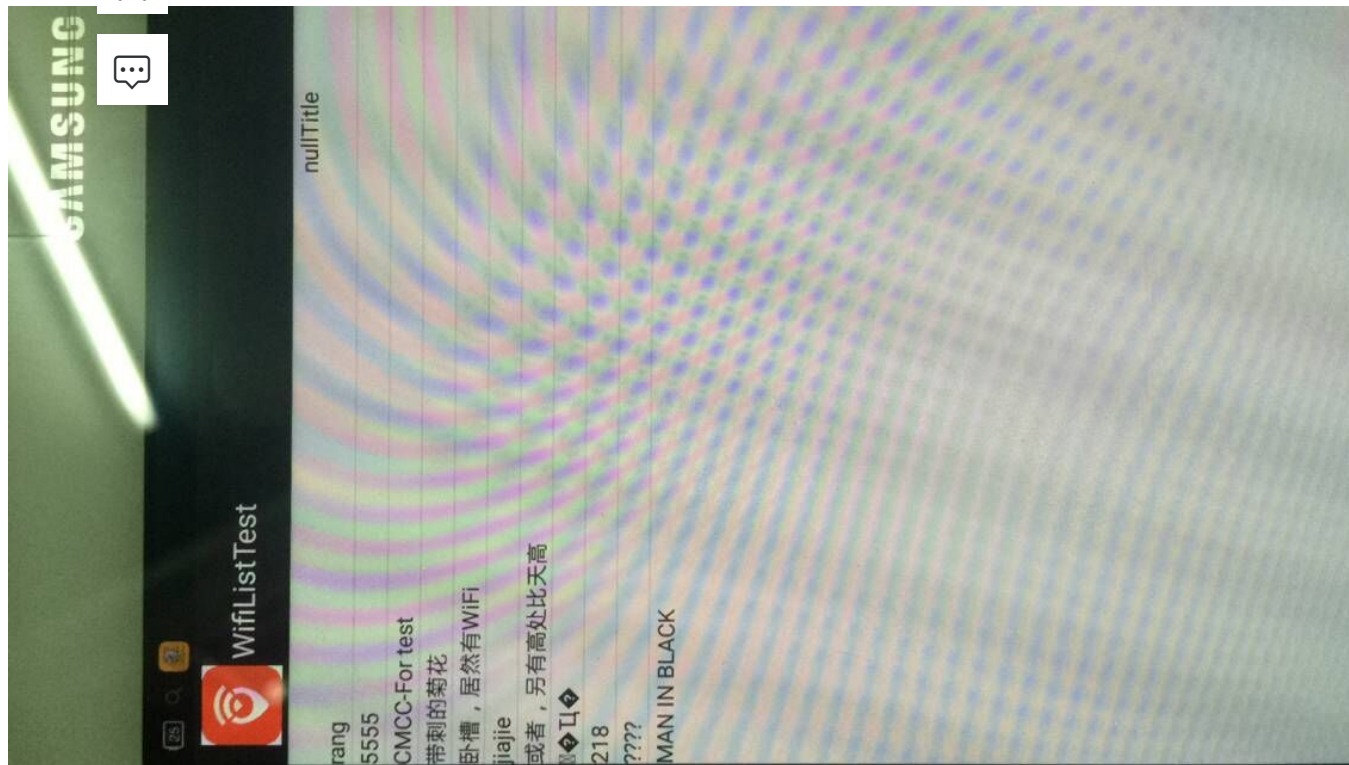 SAMSUNG
25
WifiListTest
nullTitle
rang
5555
CMCC-For test
带刺的菊花
卧槽，居然有WiFi
jiajie
或者，另有高处比天高
218
????
MAN IN BLACK